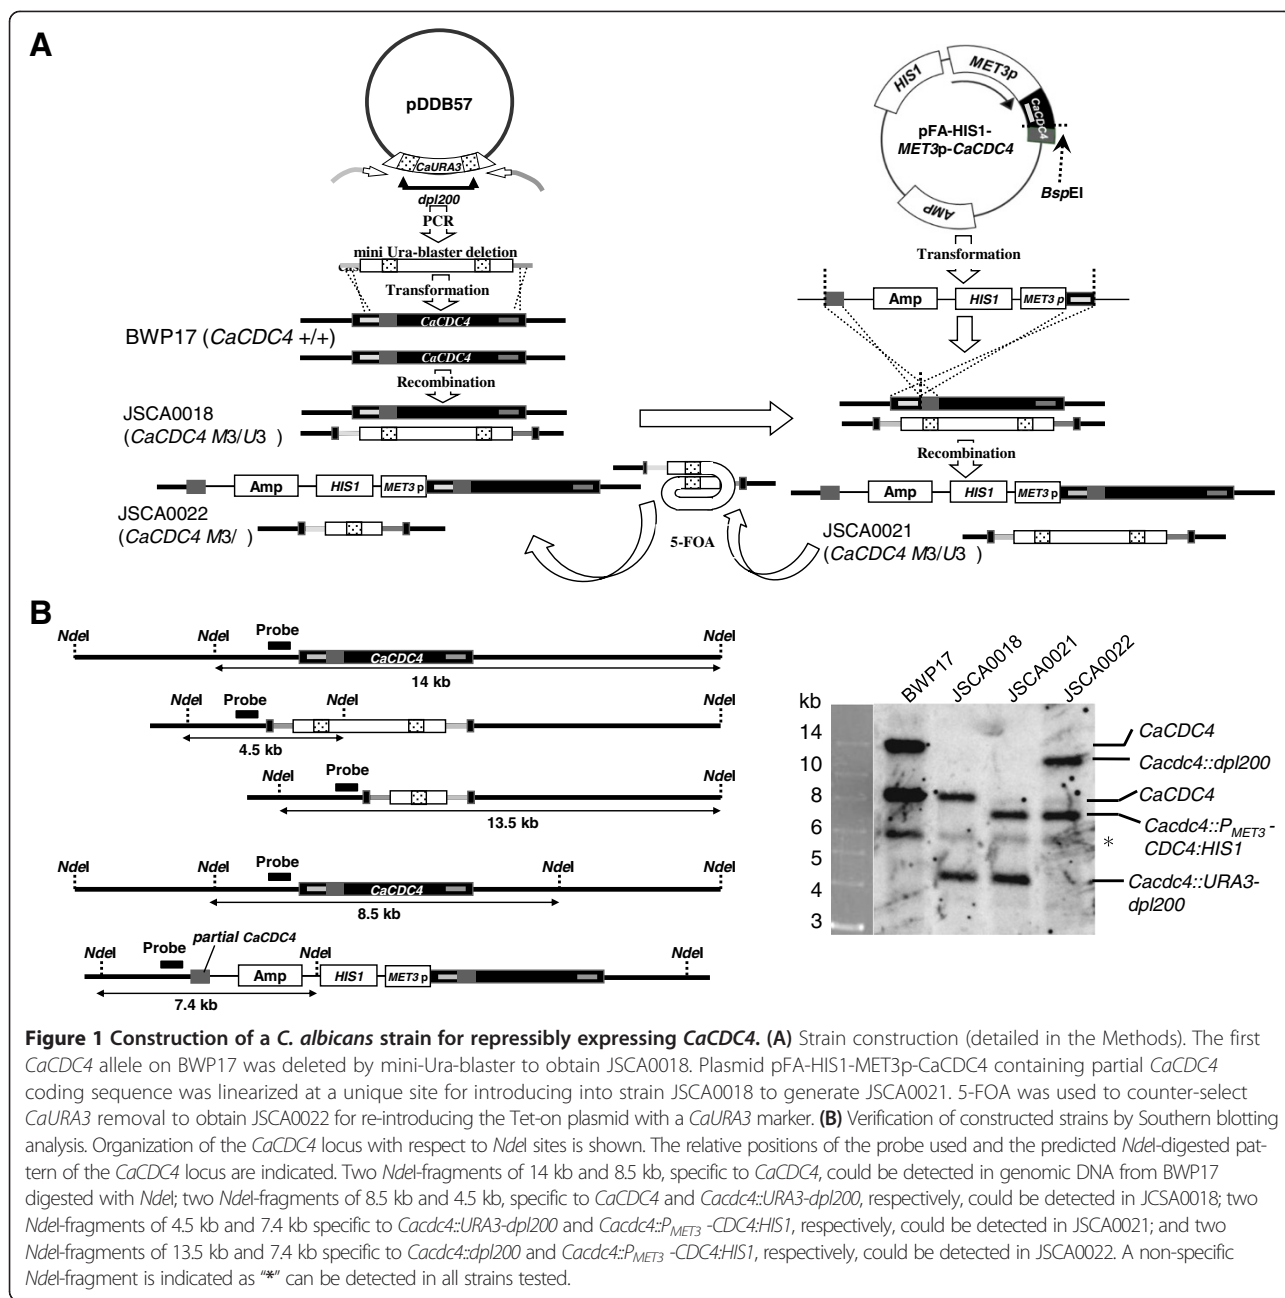 A
pDDB57
CaURA3
dpl200
PCR
mini Ura-blaster deletion
Transformation
CaCDC4
BWP17 (CaCDC4 +/+)
CaCDC4
Recombination
JSCA0018
(CaCDC4 M3/U3 )
Amp
HIS1
MET3 p
JSCA0022
(CaCDC4 M3/ )
5-FOA
HIS1
MET3p
CaCDC4
pFA-HIS1-
MET3p-CaCDC4
BspEI
AMP
Transformation
Amp
HIS1
MET3 p
Recombination
Amp
HIS1
MET3 p
JSCA0021
(CaCDC4 M3/U3 )
B
NdeI
NdeI
Probe
NdeI
CaCDC4
14 kb
NdeI
Probe
NdeI
NdeI
4.5 kb
NdeI
Probe
NdeI
13.5 kb
NdeI
Probe
NdeI
NdeI
CaCDC4
8.5 kb
partial CaCDC4
NdeI
Probe
NdeI
NdeI
Amp
HIS1
MET3 p
7.4 kb
BWP17
JSCA0018
JSCA0021
JSCA0022
kb
14
10
8
6
5
4
3
CaCDC4
Cacdc4::dpl200
CaCDC4
Cacdc4::PMET3 -
CDC4:HIS1
*
Cacdc4::URA3-
dpl200
Figure 1 Construction of a C. albicans strain for repressibly expressing CaCDC4. (A) Strain construction (detailed in the Methods). The first
CaCDC4 allele on BWP17 was deleted by mini-Ura-blaster to obtain JSCA0018. Plasmid pFA-HIS1-MET3p-CaCDC4 containing partial CaCDC4
coding sequence was linearized at a unique site for introducing into strain JSCA0018 to generate JSCA0021. 5-FOA was used to counter-select
CaURA3 removal to obtain JSCA0022 for re-introducing the Tet-on plasmid with a CaURA3 marker. (B) Verification of constructed strains by Southern blotting
analysis. Organization of the CaCDC4 locus with respect to NdeI sites is shown. The relative positions of the probe used and the predicted NdeI-digested pat-
tern of the CaCDC4 locus are indicated. Two NdeI-fragments of 14 kb and 8.5 kb, specific to CaCDC4, could be detected in genomic DNA from BWP17
digested with NdeI; two NdeI-fragments of 8.5 kb and 4.5 kb, specific to CaCDC4 and Cacdc4::URA3-dpl200, respectively, could be detected in JCSA0018; two
NdeI-fragments of 4.5 kb and 7.4 kb specific to Cacdc4::URA3-dpl200 and Cacdc4::PMET3 -CDC4:HIS1, respectively, could be detected in JSCA0021; and two
NdeI-fragments of 13.5 kb and 7.4 kb specific to Cacdc4::dpl200 and Cacdc4::PMET3 -CDC4:HIS1, respectively, could be detected in JSCA0022. A non-specific
NdeI-fragment is indicated as "*" can be detected in all strains tested.